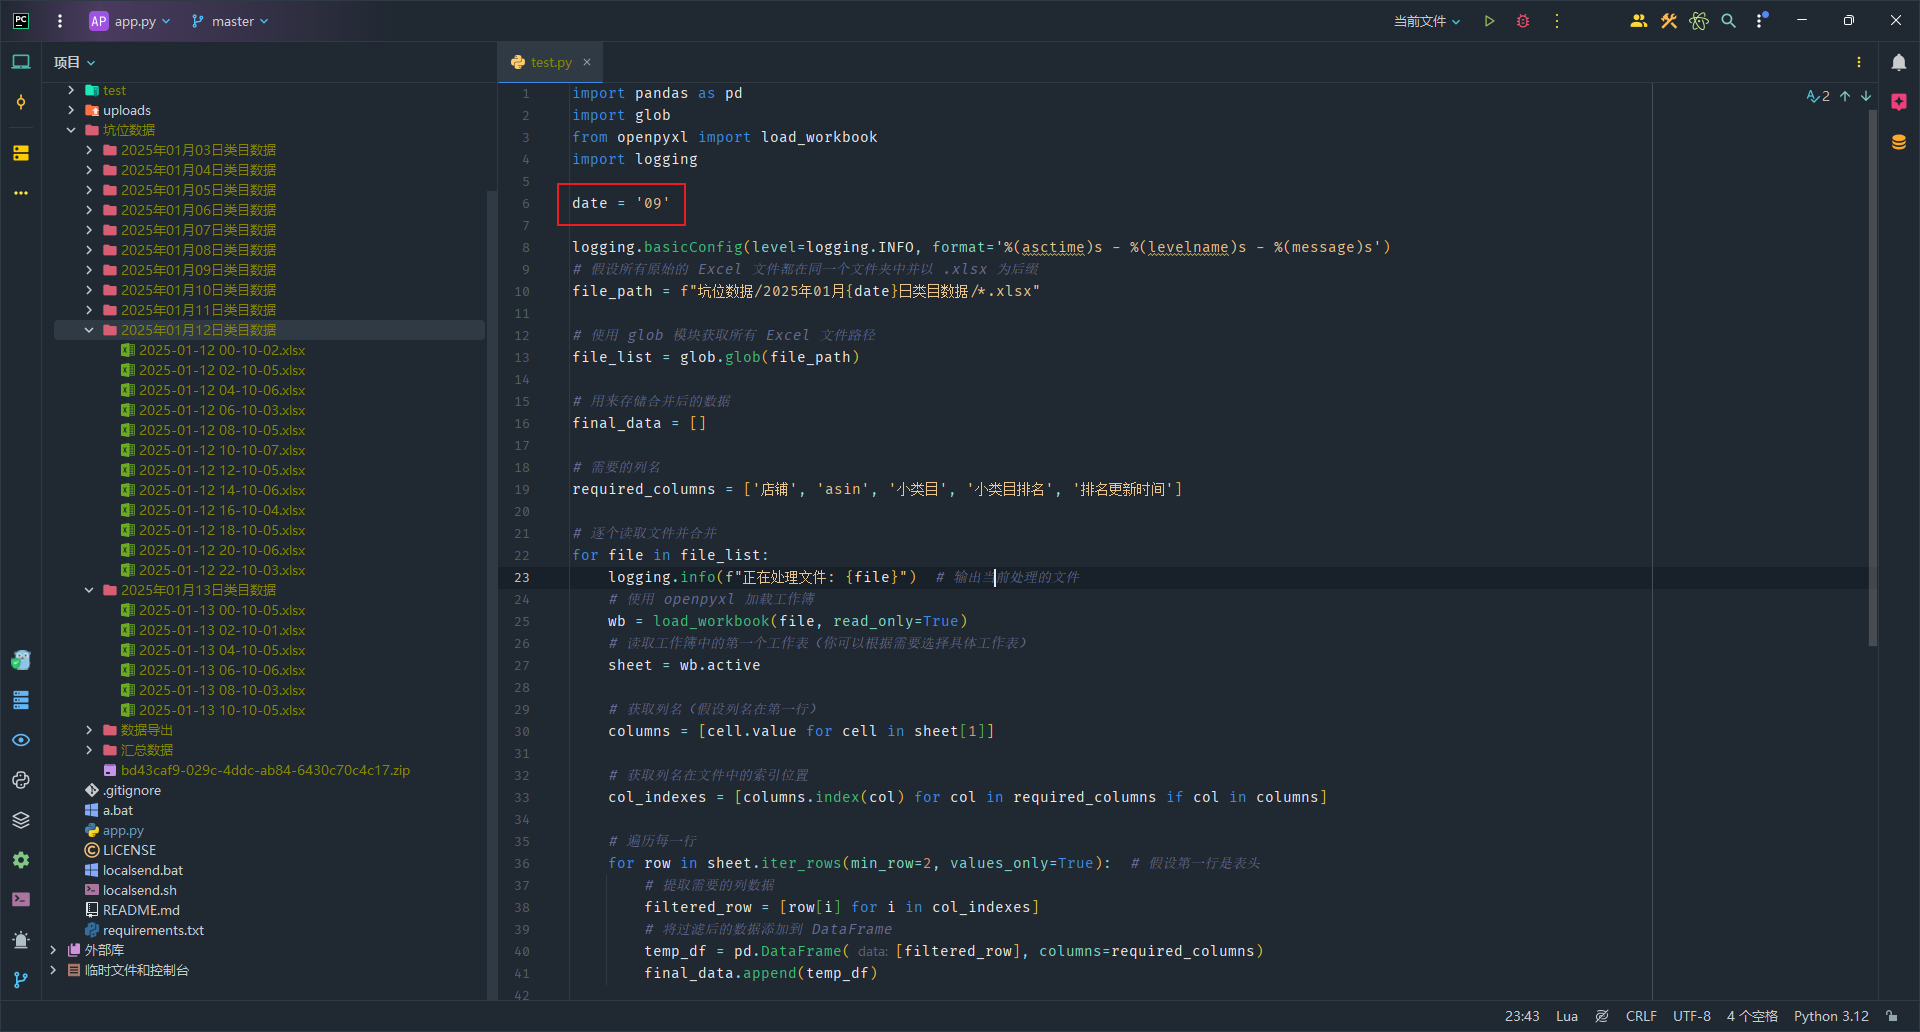 PC
AP app.py master 当前文件
项目
test
uploads
坑位数据
2025年01月03日类目数据
2025年01月04日类目数据
2025年01月05日类目数据
2025年01月06日类目数据
2025年01月07日类目数据
2025年01月08日类目数据
2025年01月09日类目数据
2025年01月10日类目数据
2025年01月11日类目数据
2025年01月12日类目数据
2025-01-12 00-10-02.xlsx
2025-01-12 02-10-05.xlsx
2025-01-12 04-10-06.xlsx
2025-01-12 06-10-03.xlsx
2025-01-12 08-10-05.xlsx
2025-01-12 10-10-07.xlsx
2025-01-12 12-10-05.xlsx
2025-01-12 14-10-06.xlsx
2025-01-12 16-10-04.xlsx
2025-01-12 18-10-05.xlsx
2025-01-12 20-10-06.xlsx
2025-01-12 22-10-03.xlsx
2025年01月13日类目数据
2025-01-13 00-10-05.xlsx
2025-01-13 02-10-01.xlsx
2025-01-13 04-10-05.xlsx
2025-01-13 06-10-06.xlsx
2025-01-13 08-10-03.xlsx
2025-01-13 10-10-05.xlsx
数据导出
汇总数据
bd43caf9-029c-4ddc-ab84-6430c70c4c17.zip
.gitignore
a.bat
app.py
LICENSE
localsend.bat
localsend.sh
README.md
requirements.txt
外部库
临时文件和控制台
test.py
2
1 import pandas as pd
2 import glob
3 from openpyxl import load_workbook
4 import logging
5
6 date = '09'
7
8 logging.basicConfig(level=logging.INFO, format='%(asctime)s - %(levelname)s - %(message)s')
9 # 假设所有原始的 Excel 文件都在同一个文件夹中并以 .xlsx 为后缀
10 file_path = f"坑位数据/2025年01月{date}日类目数据/*.xlsx"
11
12 # 使用 glob 模块获取所有 Excel 文件路径
13 file_list = glob.glob(file_path)
14
15 # 用来存储合并后的数据
16 final_data = []
17
18 # 需要的列名
19 required_columns = ['店铺', 'asin', '小类目', '小类目排名', '排名更新时间']
20
21 # 逐个读取文件并合并
22 for file in file_list:
23 logging.info(f"正在处理文件: {file}") # 输出当前处理的文件
24 # 使用 openpyxl 加载工作簿
25 wb = load_workbook(file, read_only=True)
26 # 读取工作簿中的第一个工作表（你可以根据需要选择具体工作表）
27 sheet = wb.active
28
29 # 获取列名（假设列名在第一行）
30 columns = [cell.value for cell in sheet[1]]
31
32 # 获取列名在文件中的索引位置
33 col_indexes = [columns.index(col) for col in required_columns if col in columns]
34
35 # 遍历每一行
36 for row in sheet.iter_rows(min_row=2, values_only=True): # 假设第一行是表头
37 # 提取需要的列数据
38 filtered_row = [row[i] for i in col_indexes]
39 # 将过滤后的数据添加到 DataFrame
40 temp_df = pd.DataFrame( data: [filtered_row], columns=required_columns)
41 final_data.append(temp_df)
42
23:43 Lua CRLF UTF-8 4 个空格 Python 3.12